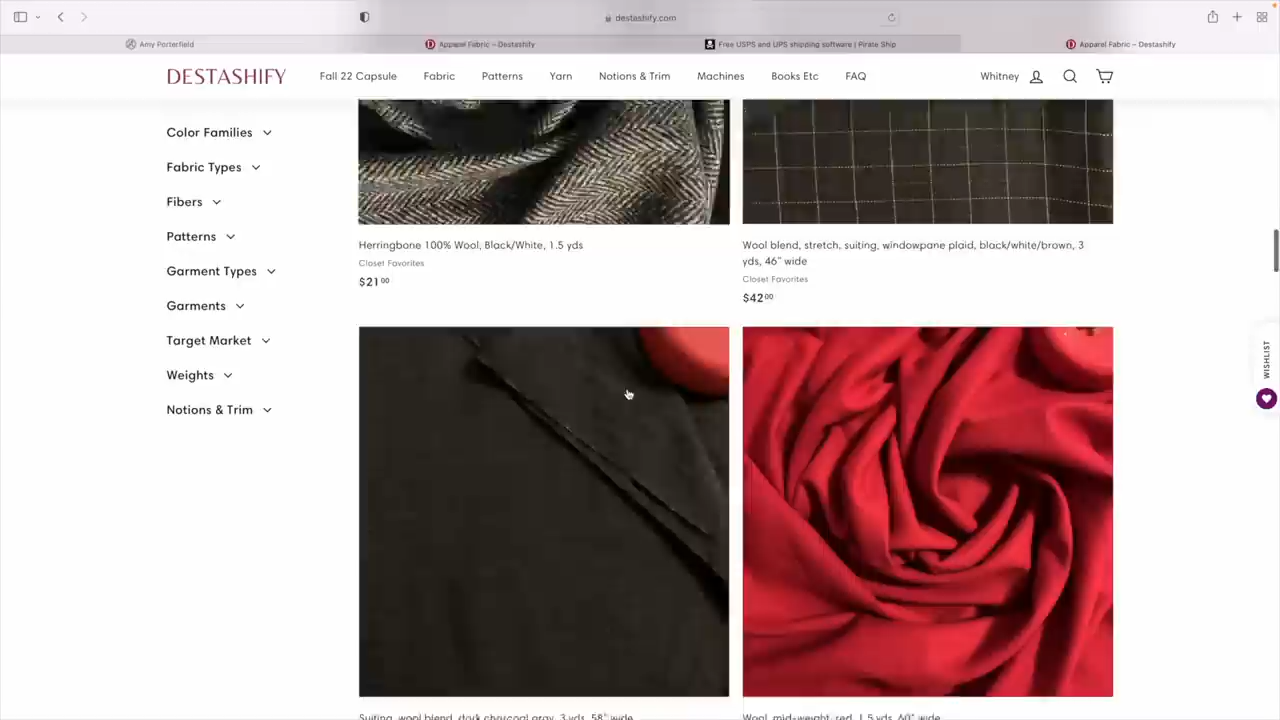 destashify.com
Amy Porterfield
Apparel Fabric – Destashify
Free USPS and UPS shipping software | Pirate Ship
Apparel Fabric – Destashify
DESTASHIFY
Fall 22 Capsule
Fabric
Patterns
Yarn
Notions & Trim
Machines
Books Etc
FAQ
Whitney
Color Families
Fabric Types
Fibers
Patterns
Garment Types
Garments
Target Market
Weights
Notions & Trim
Herringbone 100% Wool, Black/White, 1.5 yds
Closet Favorites
$21 00
Wool blend, stretch, suiting, windowpane plaid, black/white/brown, 3
yds, 46" wide
Closet Favorites
$42 00
WISHLIST
Suiting, wool blend, dark charcoal gray, 3 yds, 58" wide
Wool, mid-weight, red, 1.5 yds, 60" wide